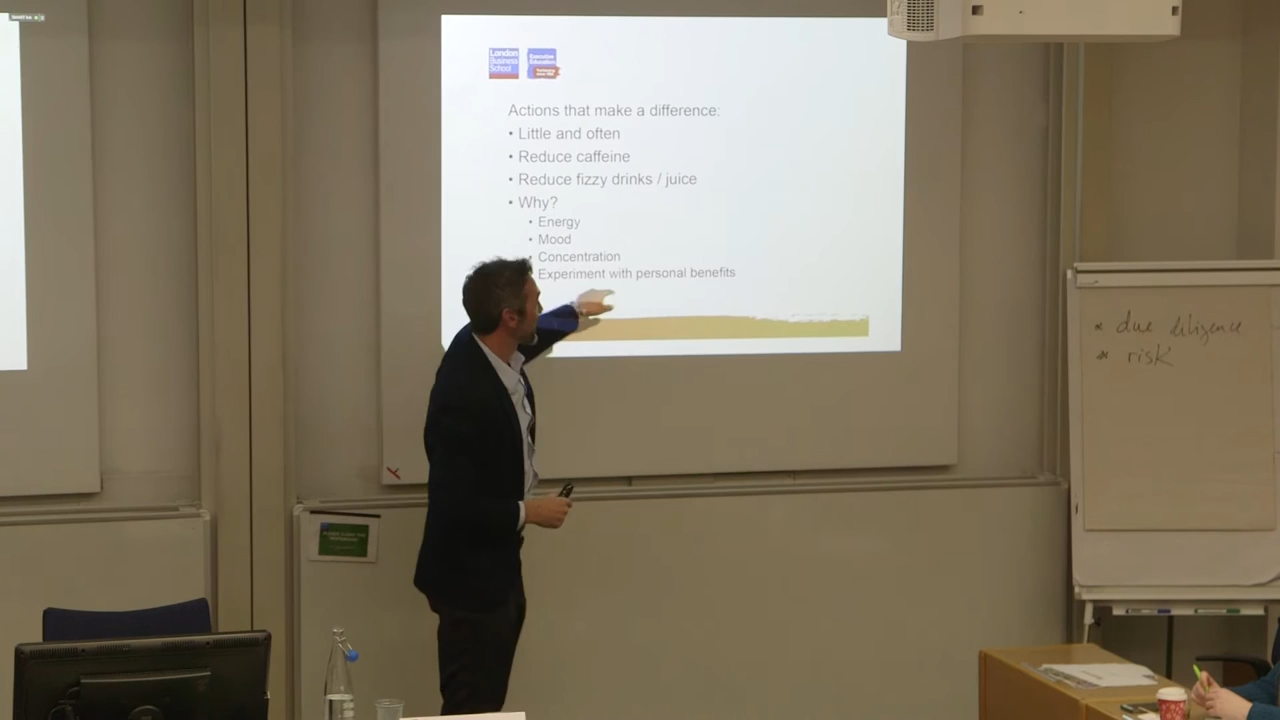 London
Business
School
Executive
Education
Actions that make a difference:
• Little and often
• Reduce caffeine
• Reduce fizzy drinks / juice
• Why?
• Energy
• Mood
• Concentration
Experiment with personal benefits
× due diligence
× risk